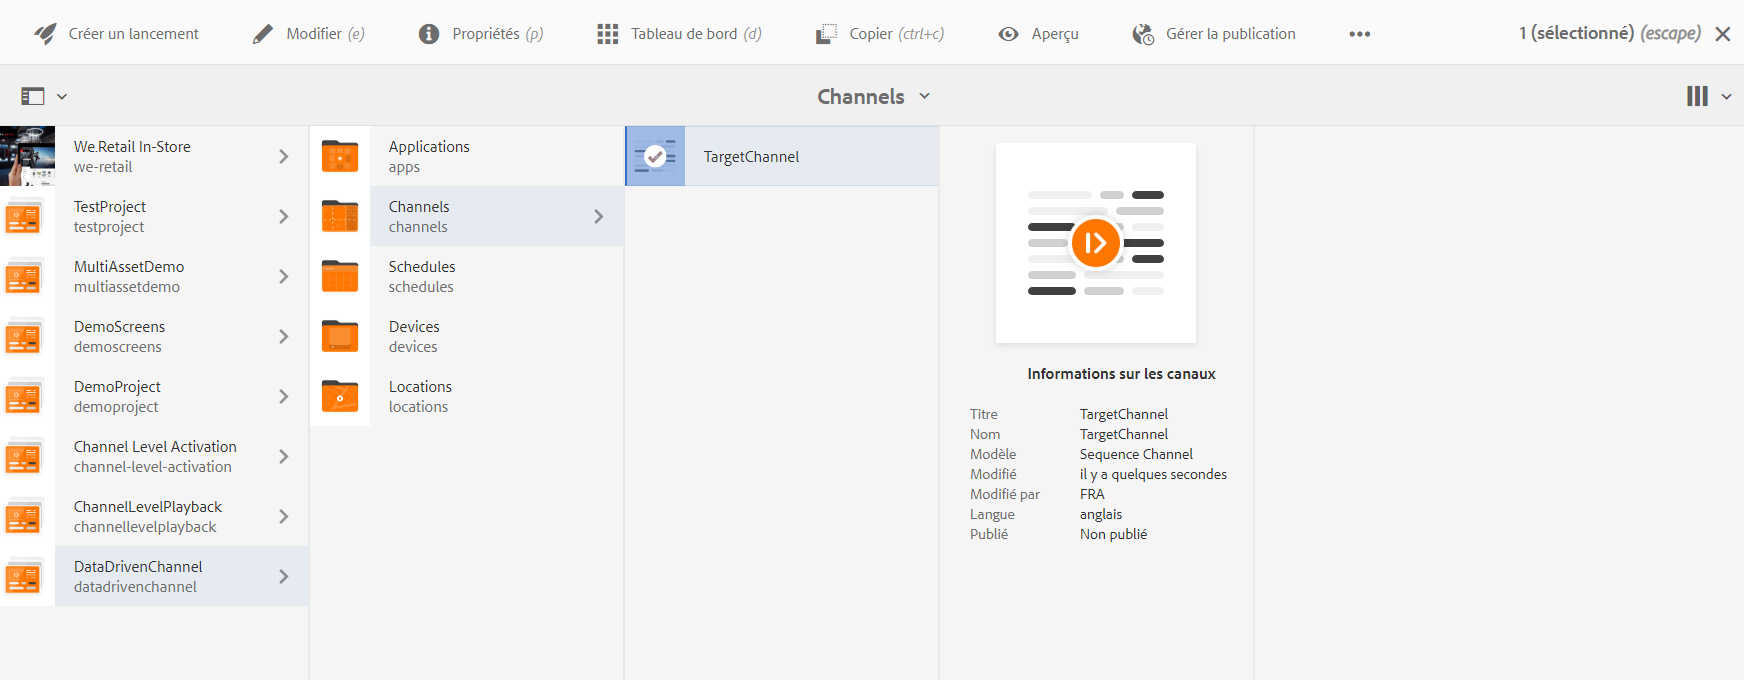 Créer un lancement
Modifier (e)
Propriétés (p)
Tableau de bord (d)
Copier (ctrl+c)
Aperçu
Gérer la publication
1 (sélectionné) (escape)
Channels
We.Retail In-Store
we-retail
TestProject
testproject
MultiAssetDemo
multiassetdemo
DemoScreens
demoscreens
DemoProject
demoproject
Channel Level Activation
channel-level-activation
ChannelLevelPlayback
channellevelplayback
DataDrivenChannel
datadrivenchannel
Applications
apps
Channels
channels
Schedules
schedules
Devices
devices
Locations
locations
TargetChannel
Informations sur les canaux
Titre TargetChannel
Nom TargetChannel
Modèle Sequence Channel
Modifié il y a quelques secondes
Modifié par FRA
Langue anglais
Publié Non publié